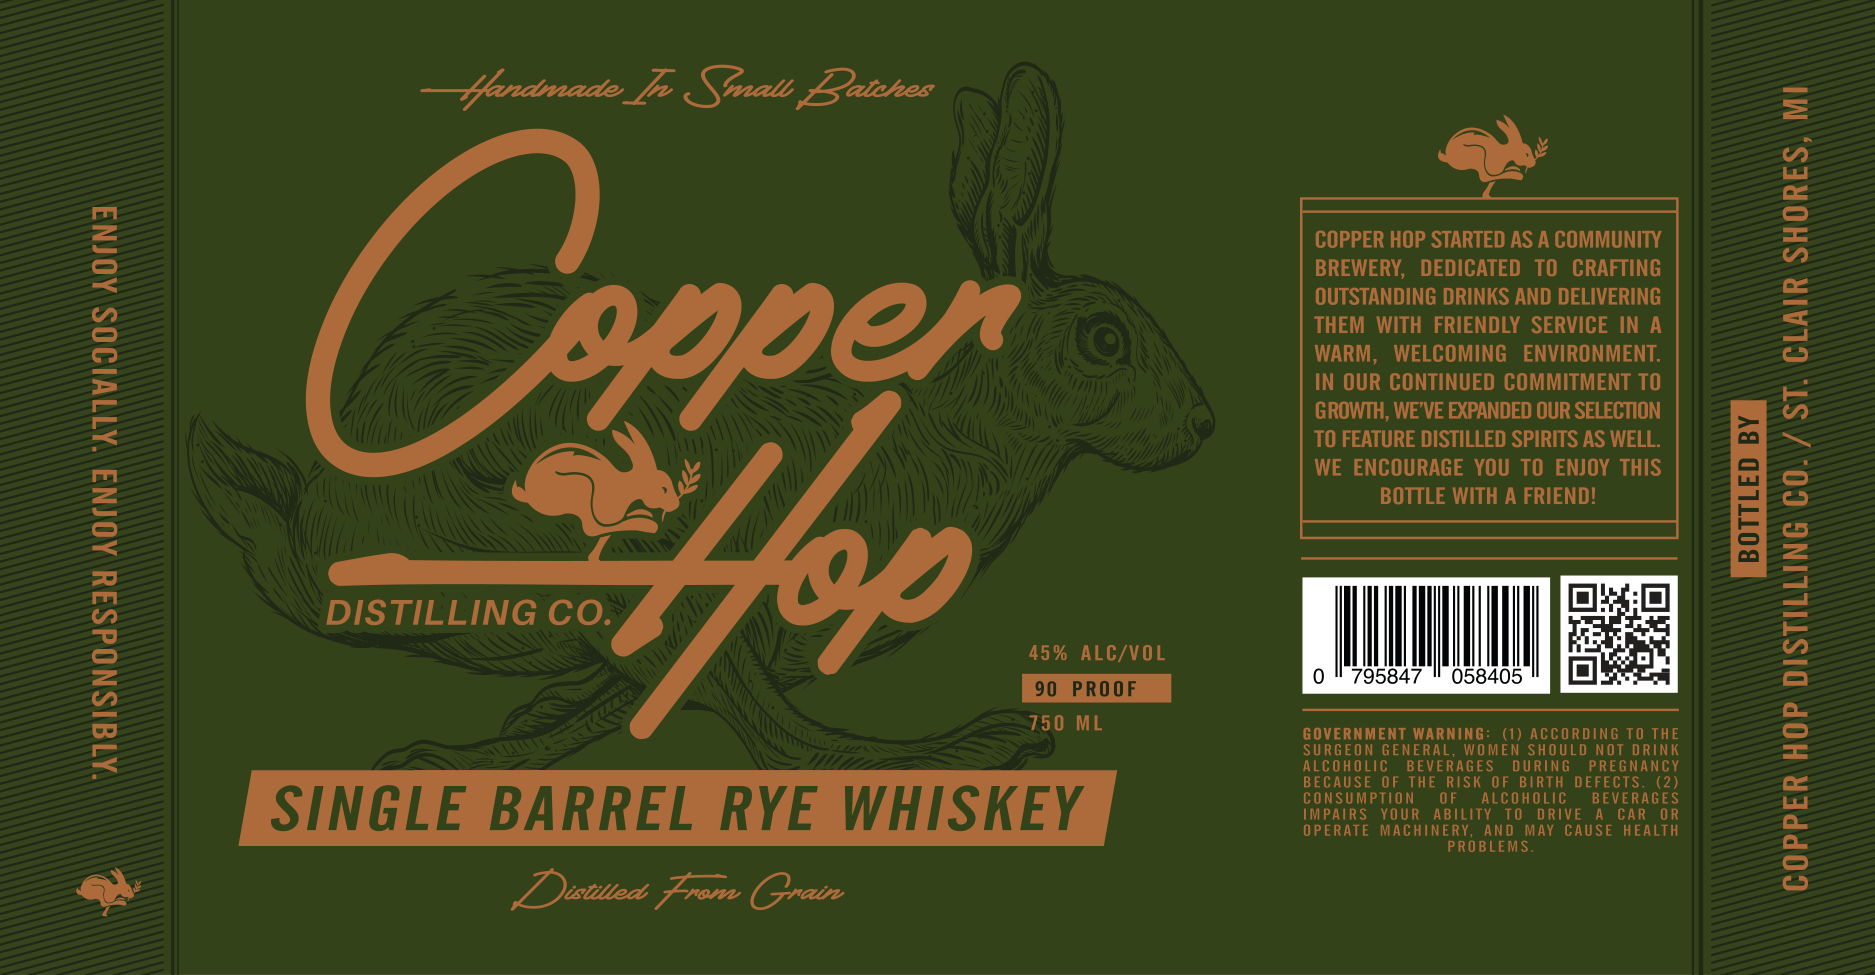 ENJOY SOCIALLY. ENJOY RESPONSIBLY.
Handmade In Small Batches
Copper
Hop
DISTILLING CO.
45% ALC/VOL
90 PROOF
750 ML
SINGLE BARREL RYE WHISKEY
Distilled From Grain
COPPER HOP STARTED AS A COMMUNITY
BREWERY, DEDICATED TO CRAFTING
OUTSTANDING DRINKS AND DELIVERING
THEM WITH FRIENDLY SERVICE IN A
WARM, WELCOMING ENVIRONMENT.
IN OUR CONTINUED COMMITMENT TO
GROWTH, WE'VE EXPANDED OUR SELECTION
TO FEATURE DISTILLED SPIRITS AS WELL.
WE ENCOURAGE YOU TO ENJOY THIS
BOTTLE WITH A FRIEND!
0 795847 058405
GOVERNMENT WARNING: (1) ACCORDING TO THE
SURGEON GENERAL, WOMEN SHOULD NOT DRINK
ALCOHOLIC BEVERAGES DURING PREGNANCY
BECAUSE OF THE RISK OF BIRTH DEFECTS. (2)
CONSUMPTION OF ALCOHOLIC BEVERAGES
IMPAIRS YOUR ABILITY TO DRIVE A CAR OR
OPERATE MACHINERY, AND MAY CAUSE HEALTH
PROBLEMS.
BOTTLED BY
COPPER HOP DISTILLING CO. / ST. CLAIR SHORES, MI